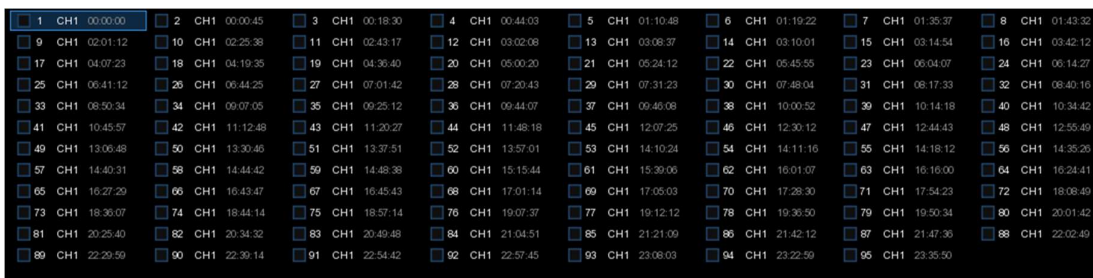 1 CH1 00:00:00 2 CH1 00:00:45 3 CH1 00:18:30 4 CH1 00:44:03 5 CH1 01:10:48 6 CH1 01:19:22 7 CH1 01:35:37 8 CH1 01:43:32
9 CH1 02:01:12 10 CH1 02:25:38 11 CH1 02:43:17 12 CH1 03:02:08 13 CH1 03:08:37 14 CH1 03:10:01 15 CH1 03:14:54 16 CH1 03:42:12
17 CH1 04:07:23 18 CH1 04:19:35 19 CH1 04:36:40 20 CH1 05:00:20 21 CH1 05:24:12 22 CH1 05:45:55 23 CH1 06:04:07 24 CH1 06:14:27
25 CH1 06:41:12 26 CH1 06:44:25 27 CH1 07:01:42 28 CH1 07:20:43 29 CH1 07:31:23 30 CH1 07:48:04 31 CH1 08:17:33 32 CH1 08:40:16
33 CH1 08:50:34 34 CH1 09:07:05 35 CH1 09:25:12 36 CH1 09:44:07 37 CH1 09:46:08 38 CH1 10:00:52 39 CH1 10:14:18 40 CH1 10:34:42
41 CH1 10:45:57 42 CH1 11:12:48 43 CH1 11:20:27 44 CH1 11:48:18 45 CH1 12:07:25 46 CH1 12:30:12 47 CH1 12:44:43 48 CH1 12:55:49
49 CH1 13:06:48 50 CH1 13:30:46 51 CH1 13:37:51 52 CH1 13:57:01 53 CH1 14:10:24 54 CH1 14:11:16 55 CH1 14:18:12 56 CH1 14:35:26
57 CH1 14:40:31 58 CH1 14:44:42 59 CH1 14:48:38 60 CH1 15:15:44 61 CH1 15:39:06 62 CH1 16:01:07 63 CH1 16:16:00 64 CH1 16:24:41
65 CH1 16:27:29 66 CH1 16:43:47 67 CH1 16:45:43 68 CH1 17:01:14 69 CH1 17:05:03 70 CH1 17:28:30 71 CH1 17:54:23 72 CH1 18:08:49
73 CH1 18:36:07 74 CH1 18:44:14 75 CH1 18:57:14 76 CH1 19:07:37 77 CH1 19:12:12 78 CH1 19:36:50 79 CH1 19:50:34 80 CH1 20:01:42
81 CH1 20:25:40 82 CH1 20:34:32 83 CH1 20:49:48 84 CH1 21:04:51 85 CH1 21:21:09 86 CH1 21:42:12 87 CH1 21:47:36 88 CH1 22:02:49
89 CH1 22:29:59 90 CH1 22:39:14 91 CH1 22:54:42 92 CH1 22:57:45 93 CH1 23:08:03 94 CH1 23:22:59 95 CH1 23:35:50